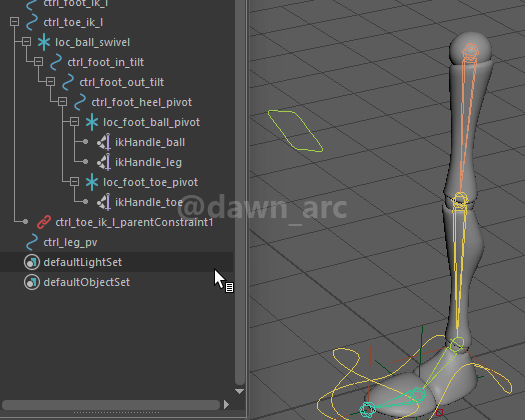 ctrl_foot_ik_l
ctrl_toe_ik_l
loc_ball_swivel
ctrl_foot_in_tilt
ctrl_foot_out_tilt
ctrl_foot_heel_pivot
loc_foot_ball_pivot
ikHandle_ball
ikHandle_leg
loc_foot_toe_pivot
ikHandle_toe
@dawn_arc
ctrl_toe_ik_l_parentConstraint1
ctrl_leg_pv
defaultLightSet
defaultObjectSet